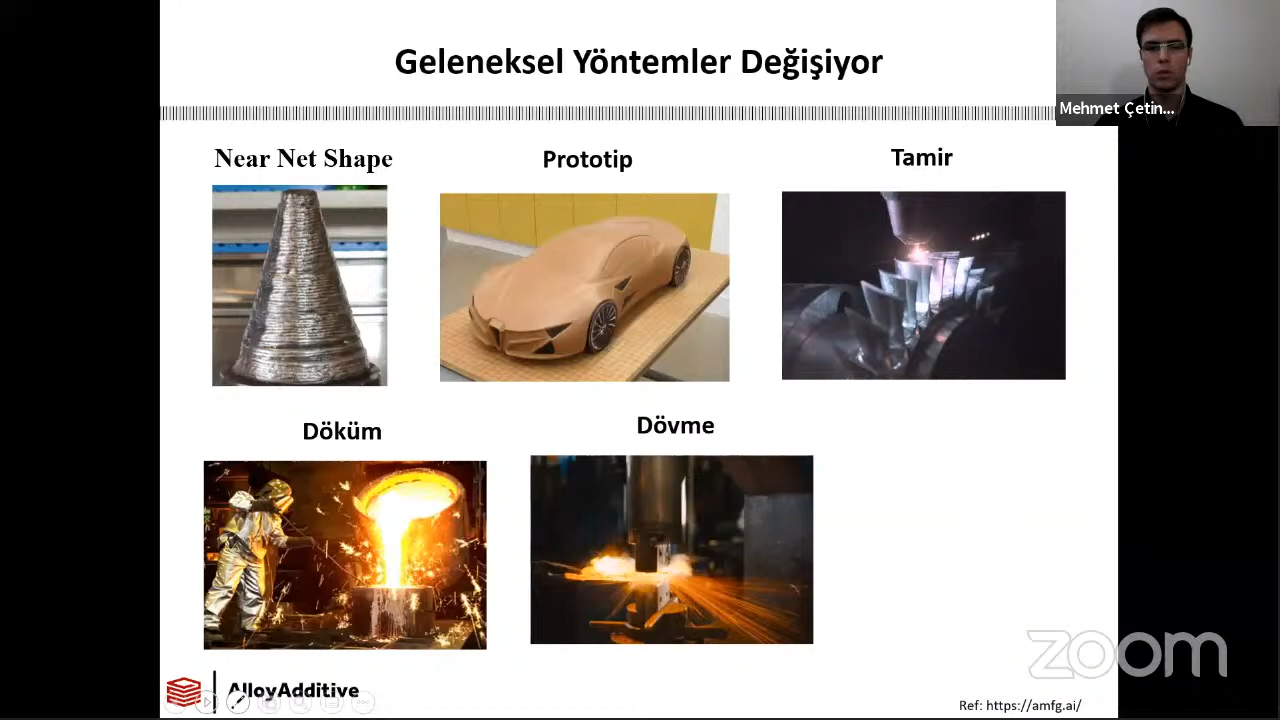 Geleneksel Yöntemler Değişiyor
Mehmet Çetin...
Near Net Shape
Prototip
Tamir
Döküm
Dövme
zoom
AlloyAdditive
Ref: https://amfg.ai/